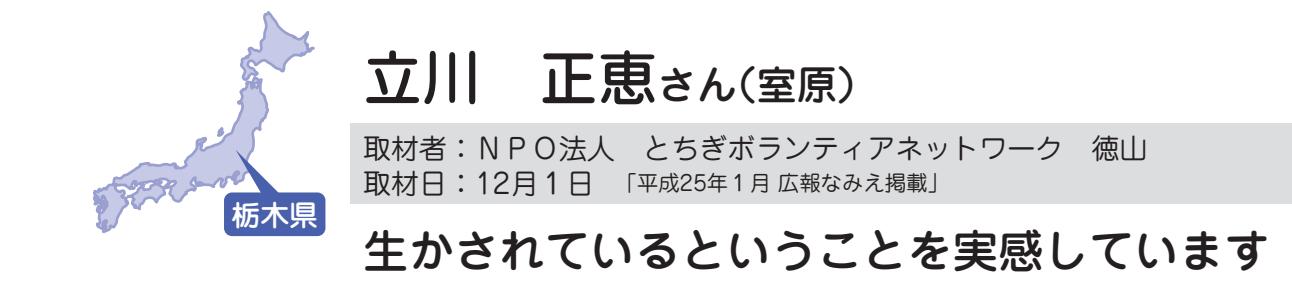 立川　正恵さん（室原）
取材者：ＮＰＯ法人　とちぎボランティアネットワーク　徳山
取材日：12月１日　「平成25年１月 広報なみえ掲載」
栃木県
生かされているということを実感しています